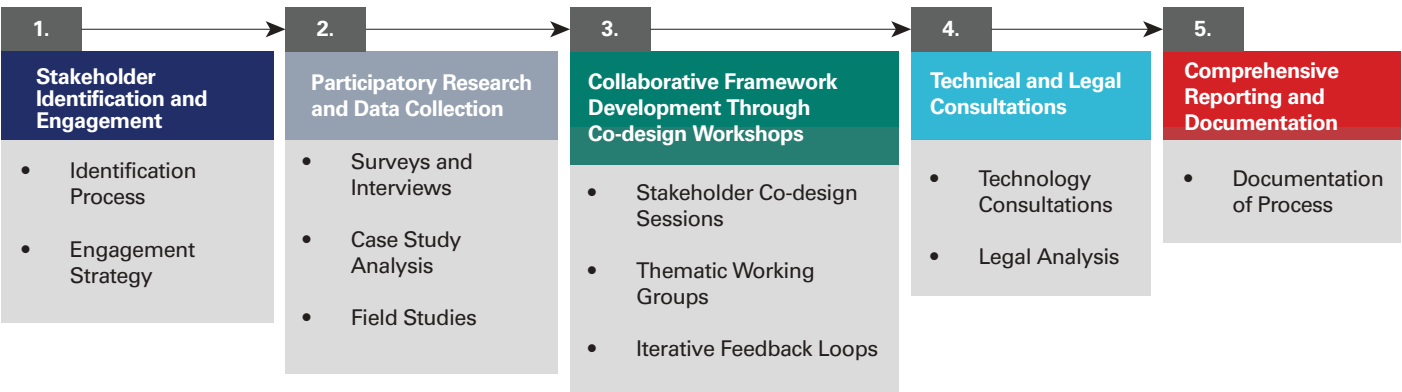 1.
Stakeholder
Identification and
Engagement
• Identification
Process
• Engagement
Strategy
2.
Participatory Research
and Data Collection
• Surveys and
Interviews
• Case Study
Analysis
• Field Studies
3.
Collaborative Framework
Development Through
Co-design Workshops
• Stakeholder Co-design
Sessions
• Thematic Working
Groups
• Iterative Feedback Loops
4.
Technical and Legal
Consultations
• Technology
Consultations
• Legal Analysis
5.
Comprehensive
Reporting and
Documentation
• Documentation
of Process